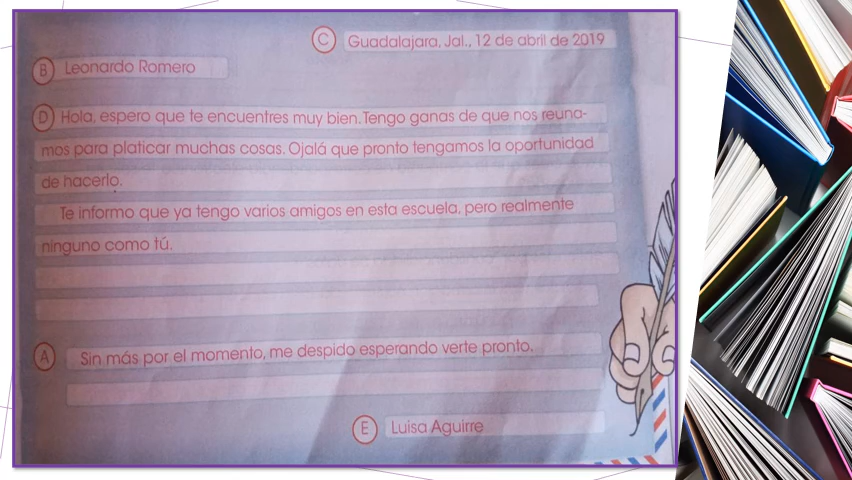 C Guadalajara, Jal., 12 de abril de 2019
B Leonardo Romero
D Hola, espero que te encuentres muy bien. Tengo ganas de que nos reuna-
mos para platicar muchas cosas. Ojalá que pronto tengamos la oportunidad
de hacerlo.
Te informo que ya tengo varios amigos en esta escuela, pero realmente
ninguno como tú.
A Sin más por el momento, me despido esperando verte pronto.
E Luisa Aguirre